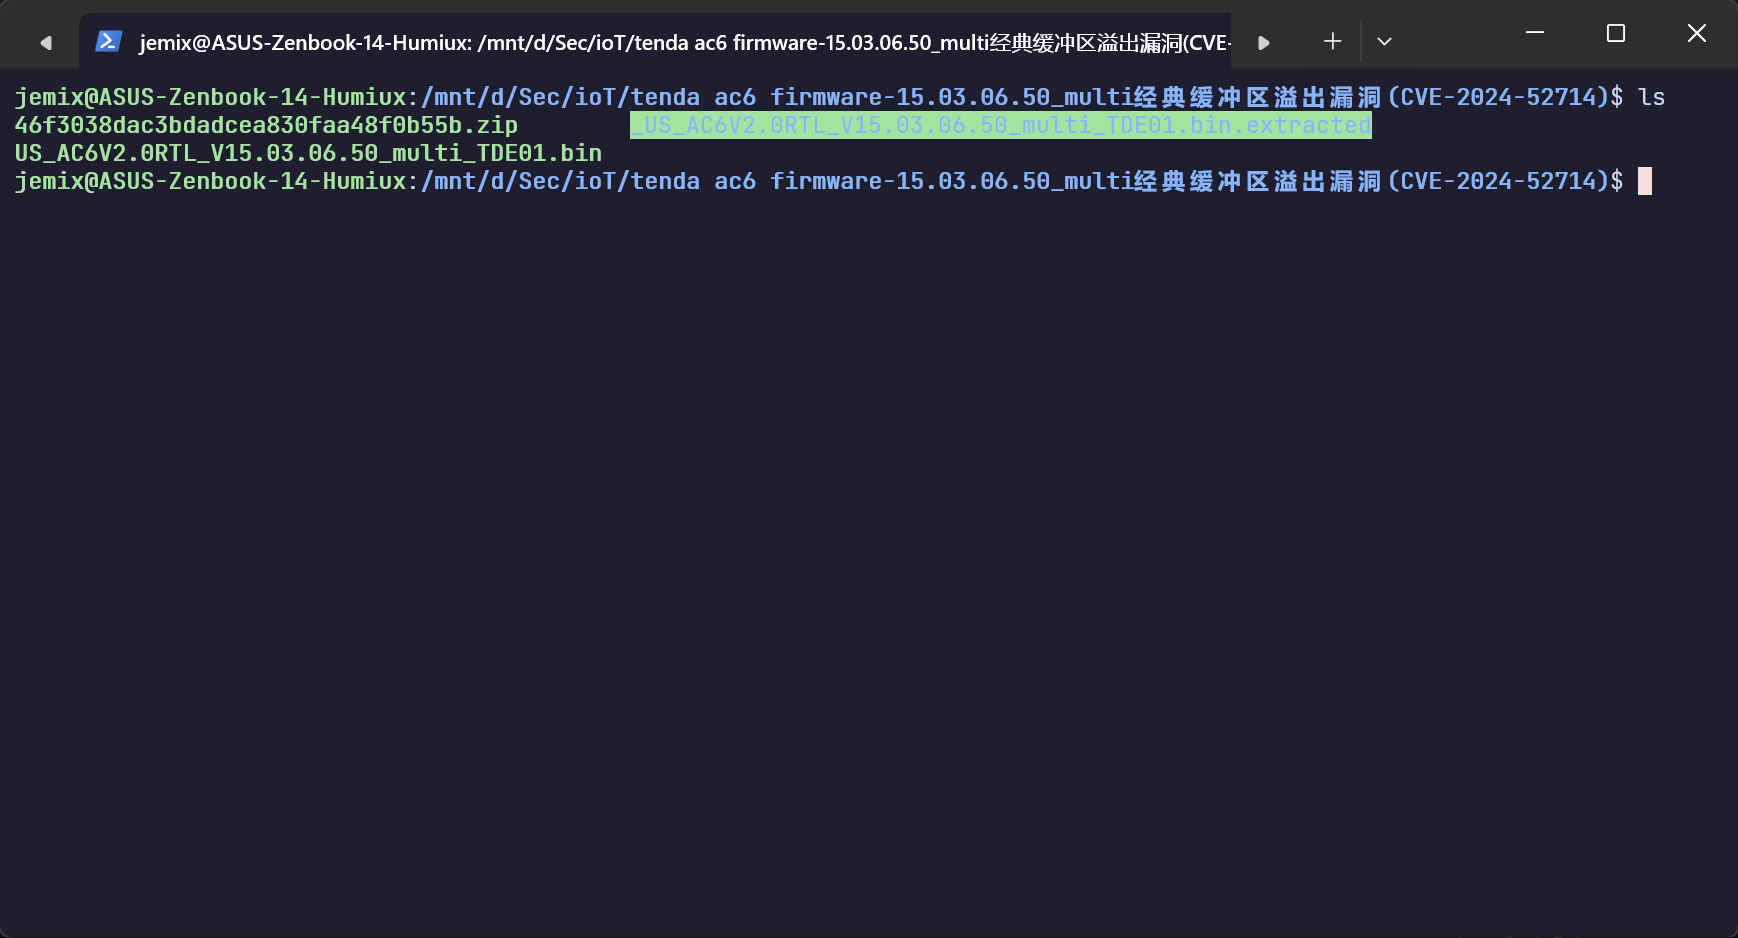 jemix@ASUS-Zenbook-14-Humiux: /mnt/d/Sec/ioT/tenda ac6 firmware-15.03.06.50_multi经典缓冲区溢出漏洞(CVE-
jemix@ASUS-Zenbook-14-Humiux:/mnt/d/Sec/ioT/tenda ac6 firmware-15.03.06.50_multi经典缓冲区溢出漏洞(CVE-2024-52714)$ ls
46f3038dac3bdadcea830faa48f0b55b.zip _US_AC6V2.0RTL_V15.03.06.50_multi_TDE01.bin.extracted
US_AC6V2.0RTL_V15.03.06.50_multi_TDE01.bin
jemix@ASUS-Zenbook-14-Humiux:/mnt/d/Sec/ioT/tenda ac6 firmware-15.03.06.50_multi经典缓冲区溢出漏洞(CVE-2024-52714)$